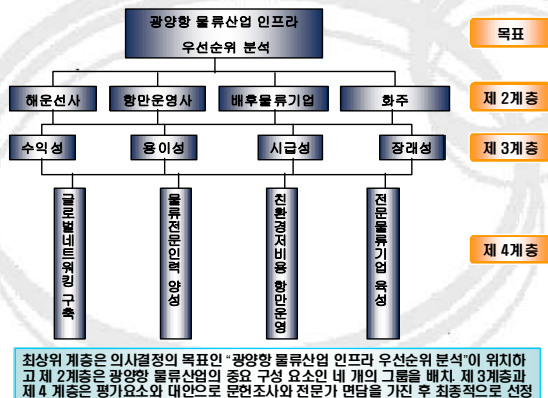 광양항 물류산업 인프라
우선순위 분석
목표
해운선사
항만운영사
배후물류기업
화주
제 2계층
수익성
용이성
시급성
장래성
제 3계층
글로벌네트워킹 구축
물류전문인력 양성
친환경저비용 항만운영
전문물류기업 육성
제 4계층
최상위 계층은 의사결정의 목표인 “광양항 물류산업 인프라 우선순위 분석”이 위치하
고 제 2계층은 광양항 물류산업의 중요 구성 요소인 네 개의 그룹을 배치. 제 3계층과
제 4 계층은 평가요소와 대안으로 문헌조사와 전문가 면담을 가진 후 최종적으로 선정